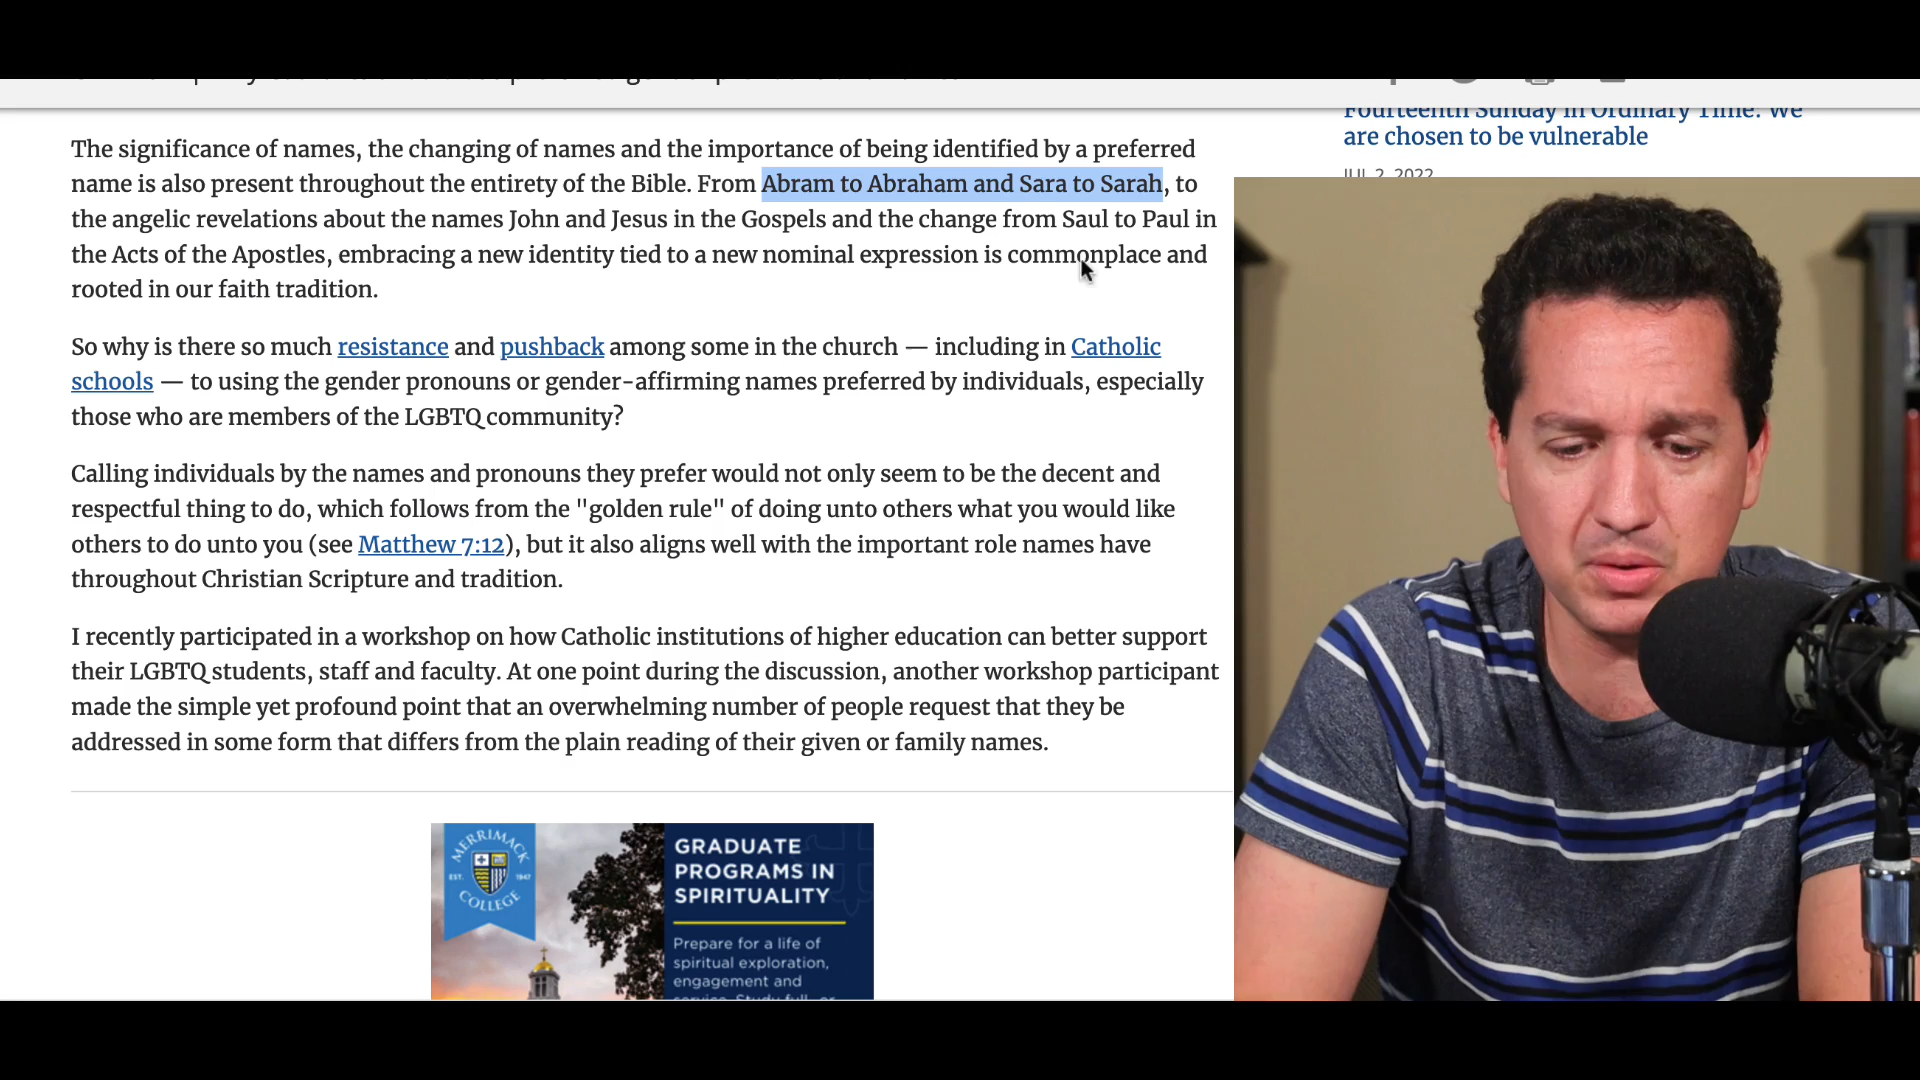 Fourteenth Sunday in Ordinary Time: We
are chosen to be vulnerable
JUL 2, 2022
The significance of names, the changing of names and the importance of being identified by a preferred
name is also present throughout the entirety of the Bible. From Abram to Abraham and Sara to Sarah, to
the angelic revelations about the names John and Jesus in the Gospels and the change from Saul to Paul in
the Acts of the Apostles, embracing a new identity tied to a new nominal expression is commonplace and
rooted in our faith tradition.
So why is there so much resistance and pushback among some in the church — including in Catholic
schools — to using the gender pronouns or gender-affirming names preferred by individuals, especially
those who are members of the LGBTQ community?
Calling individuals by the names and pronouns they prefer would not only seem to be the decent and
respectful thing to do, which follows from the "golden rule" of doing unto others what you would like
others to do unto you (see Matthew 7:12), but it also aligns well with the important role names have
throughout Christian Scripture and tradition.
I recently participated in a workshop on how Catholic institutions of higher education can better support
their LGBTQ students, staff and faculty. At one point during the discussion, another workshop participant
made the simple yet profound point that an overwhelming number of people request that they be
addressed in some form that differs from the plain reading of their given or family names.
MERRIMACK
EST. 1947
COLLEGE
GRADUATE
PROGRAMS IN
SPIRITUALITY
Prepare for a life of
spiritual exploration,
engagement and
service. Study full- or